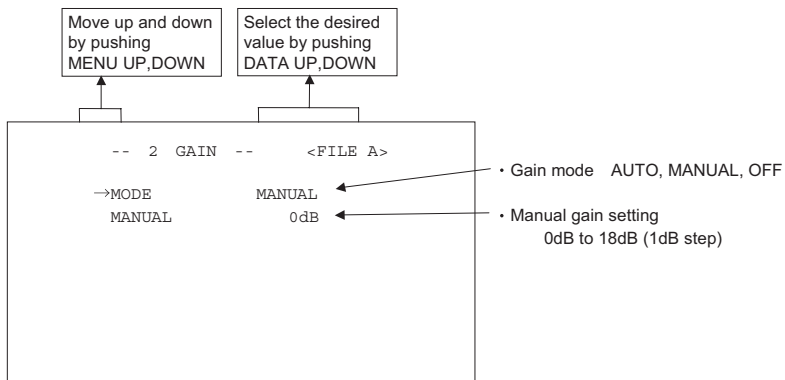 Move up and down
by pushing
MENU UP,DOWN
Select the desired
value by pushing
DATA UP,DOWN
-- 2 GAIN -- <FILE A>
→MODE MANUAL
MANUAL 0dB
・Gain mode AUTO, MANUAL, OFF
・Manual gain setting
0dB to 18dB (1dB step)